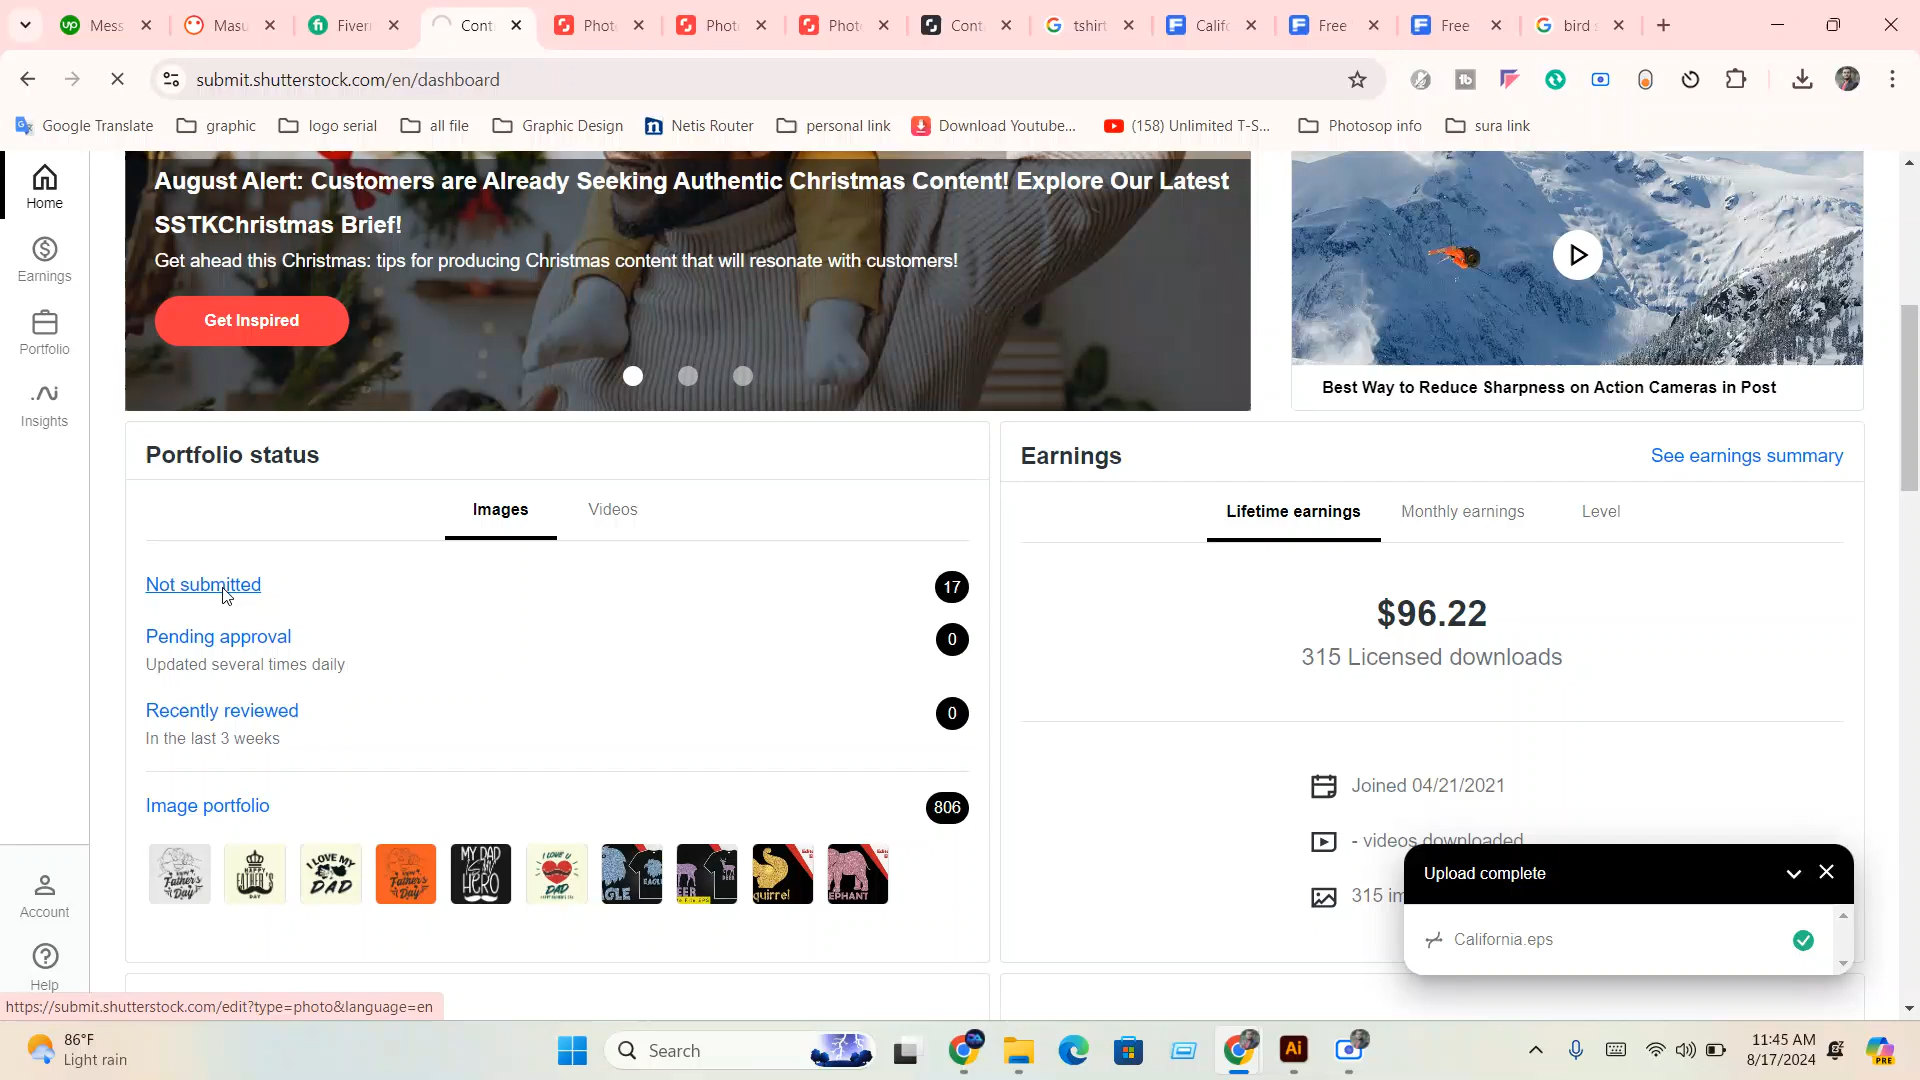 Mess
Masu
Fiverr
Cont
Photo
Photo
Photo
Cont
tshirt
Califo
Free
Free
bird s
submit.shutterstock.com/en/dashboard
Google Translate
graphic
logo serial
all file
Graphic Design
Netis Router
personal link
Download Youtube...
(158) Unlimited T-S...
Photosop info
sura link
Home
Earnings
Portfolio
Insights
Account
Help
August Alert: Customers are Already Seeking Authentic Christmas Content! Explore Our Latest
SSTKChristmas Brief!
Get ahead this Christmas: tips for producing Christmas content that will resonate with customers!
Get Inspired
Best Way to Reduce Sharpness on Action Cameras in Post
Portfolio status
Images
Videos
Not submitted
17
Pending approval
0
Updated several times daily
Recently reviewed
0
In the last 3 weeks
Image portfolio
806
Earnings
See earnings summary
Lifetime earnings
Monthly earnings
Level
$96.22
315 Licensed downloads
Joined 04/21/2021
- videos downloaded
315 im
Upload complete
California.eps
https://submit.shutterstock.com/edit?type=photo&language=en
86°F
Light rain
Search
11:45 AM
8/17/2024